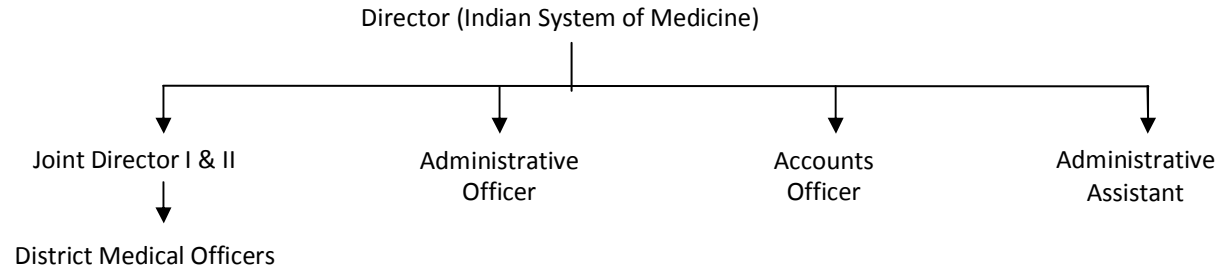 Director (Indian System of Medicine)
Joint Director I & II
Administrative
Officer
Accounts
Officer
Administrative
Assistant
District Medical Officers